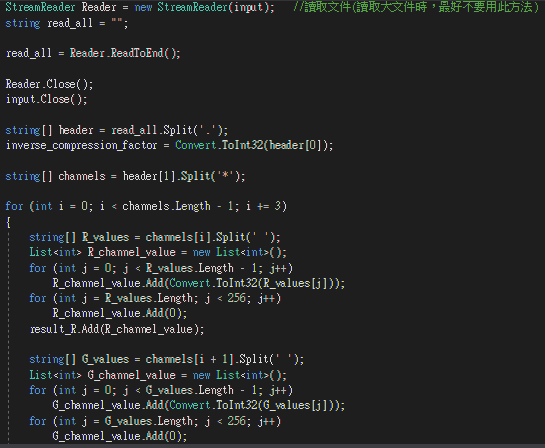 StreamReader Reader = new StreamReader(input);   //讀取文件(讀取大文件時，最好不要用此方法)
string read_all = "";
read_all = Reader.ReadToEnd();
Reader.Close();
input.Close();
string[] header = read_all.Split('.');
inverse_compression_factor = Convert.ToInt32(header[0]);
string[] channels = header[1].Split('*');
for (int i = 0; i < channels.Length - 1; i += 3)
{
    string[] R_values = channels[i].Split(' ');
    List<int> R_channel_value = new List<int>();
    for (int j = 0; j < R_values.Length - 1; j++)
        R_channel_value.Add(Convert.ToInt32(R_values[j]));
    for (int j = R_values.Length; j < 256; j++)
        R_channel_value.Add(0);
    result_R.Add(R_channel_value);
    string[] G_values = channels[i + 1].Split(' ');
    List<int> G_channel_value = new List<int>();
    for (int j = 0; j < G_values.Length - 1; j++)
        G_channel_value.Add(Convert.ToInt32(G_values[j]));
    for (int j = G_values.Length; j < 256; j++)
        G_channel_value.Add(0);